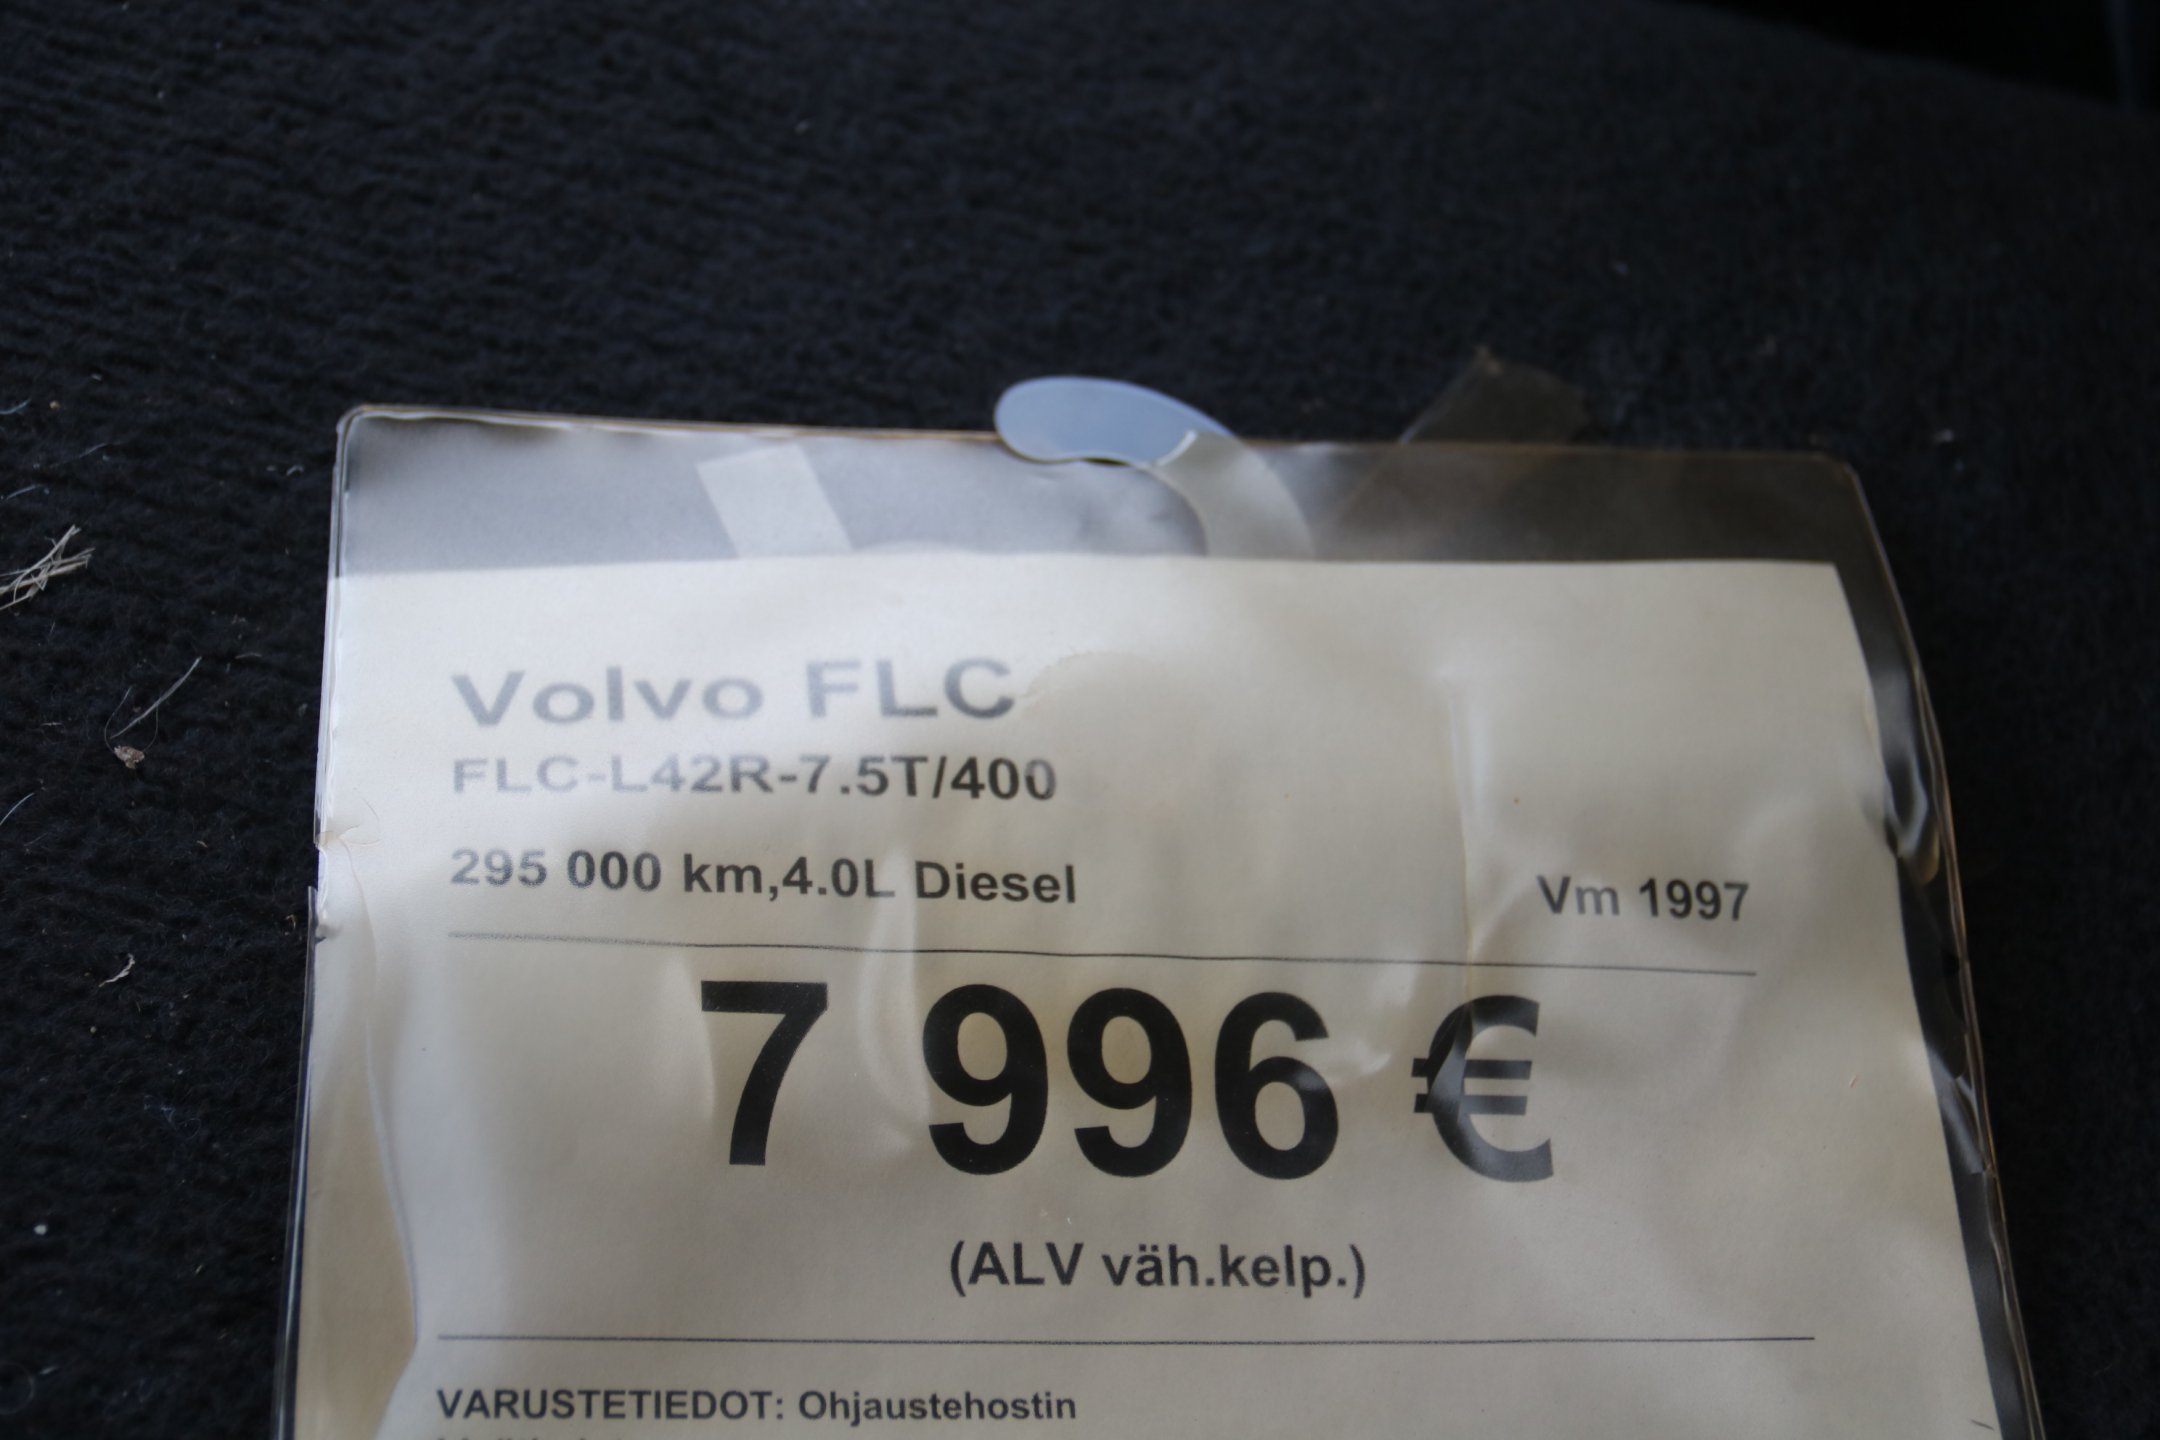 Volvo FLC
FLC-L42R-7.5T/400
295 000 km,4.0L Diesel
Vm 1997
7 996 €
(ALV väh.kelp.)
VARUSTETIEDOT: Ohjaustehostin